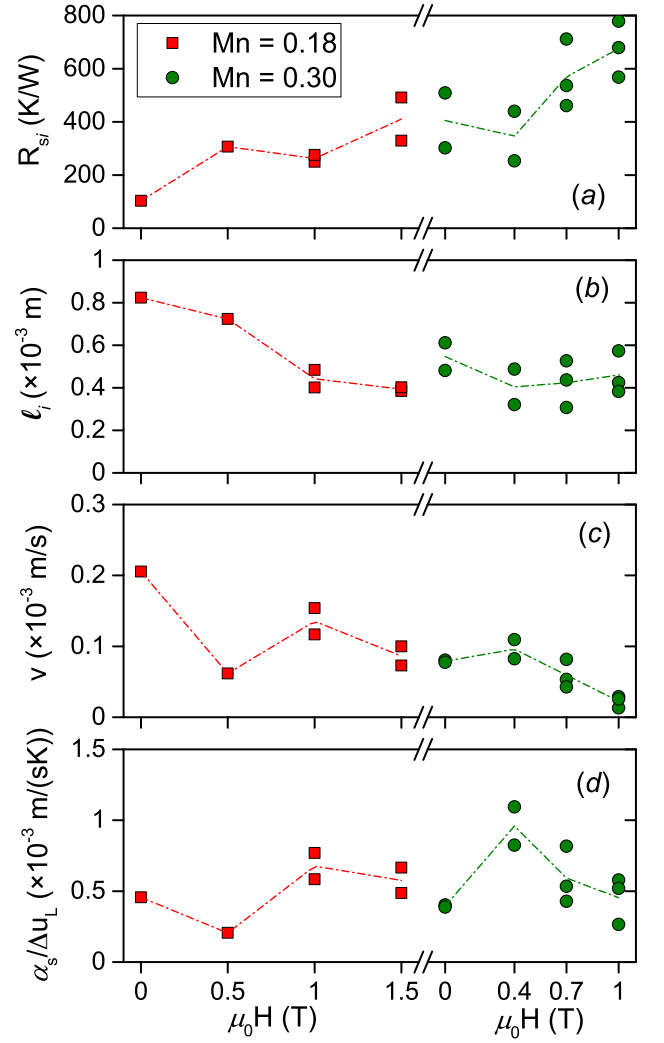 R_si (K/W)
800
600
400
200
0
Mn = 0.18
Mn = 0.30
(a)
ℓ_i (×10^-3 m)
1
0.8
0.6
0.4
0.2
0
(b)
v (×10^-3 m/s)
0.3
0.2
0.1
0
(c)
α_s/Δu_L (×10^-3 m/(sK))
1.5
1
0.5
0
(d)
0 0.5 1 1.5 0 0.4 0.7 1
μ_0H (T) μ_0H (T)